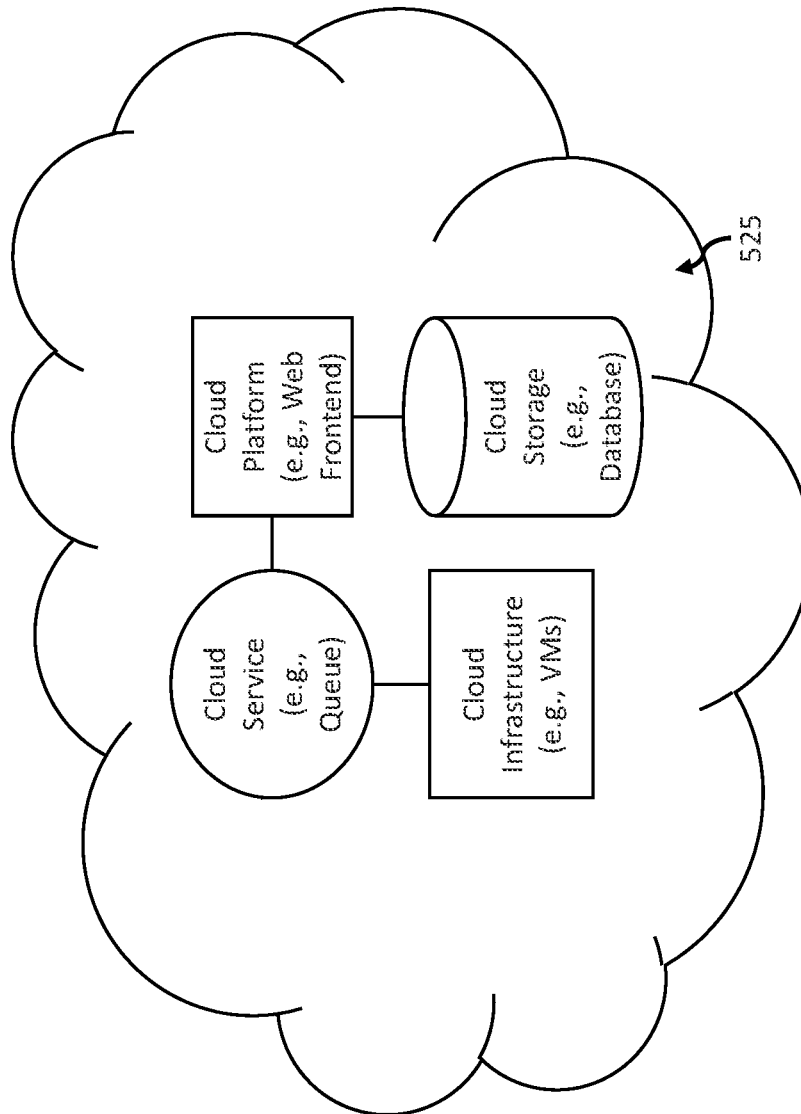 Cloud
Service
(e.g.,
Queue)
Cloud
Platform
(e.g., Web
Frontend)
Cloud
Infrastructure
(e.g., VMs)
Cloud
Storage
(e.g.,
Database)
525